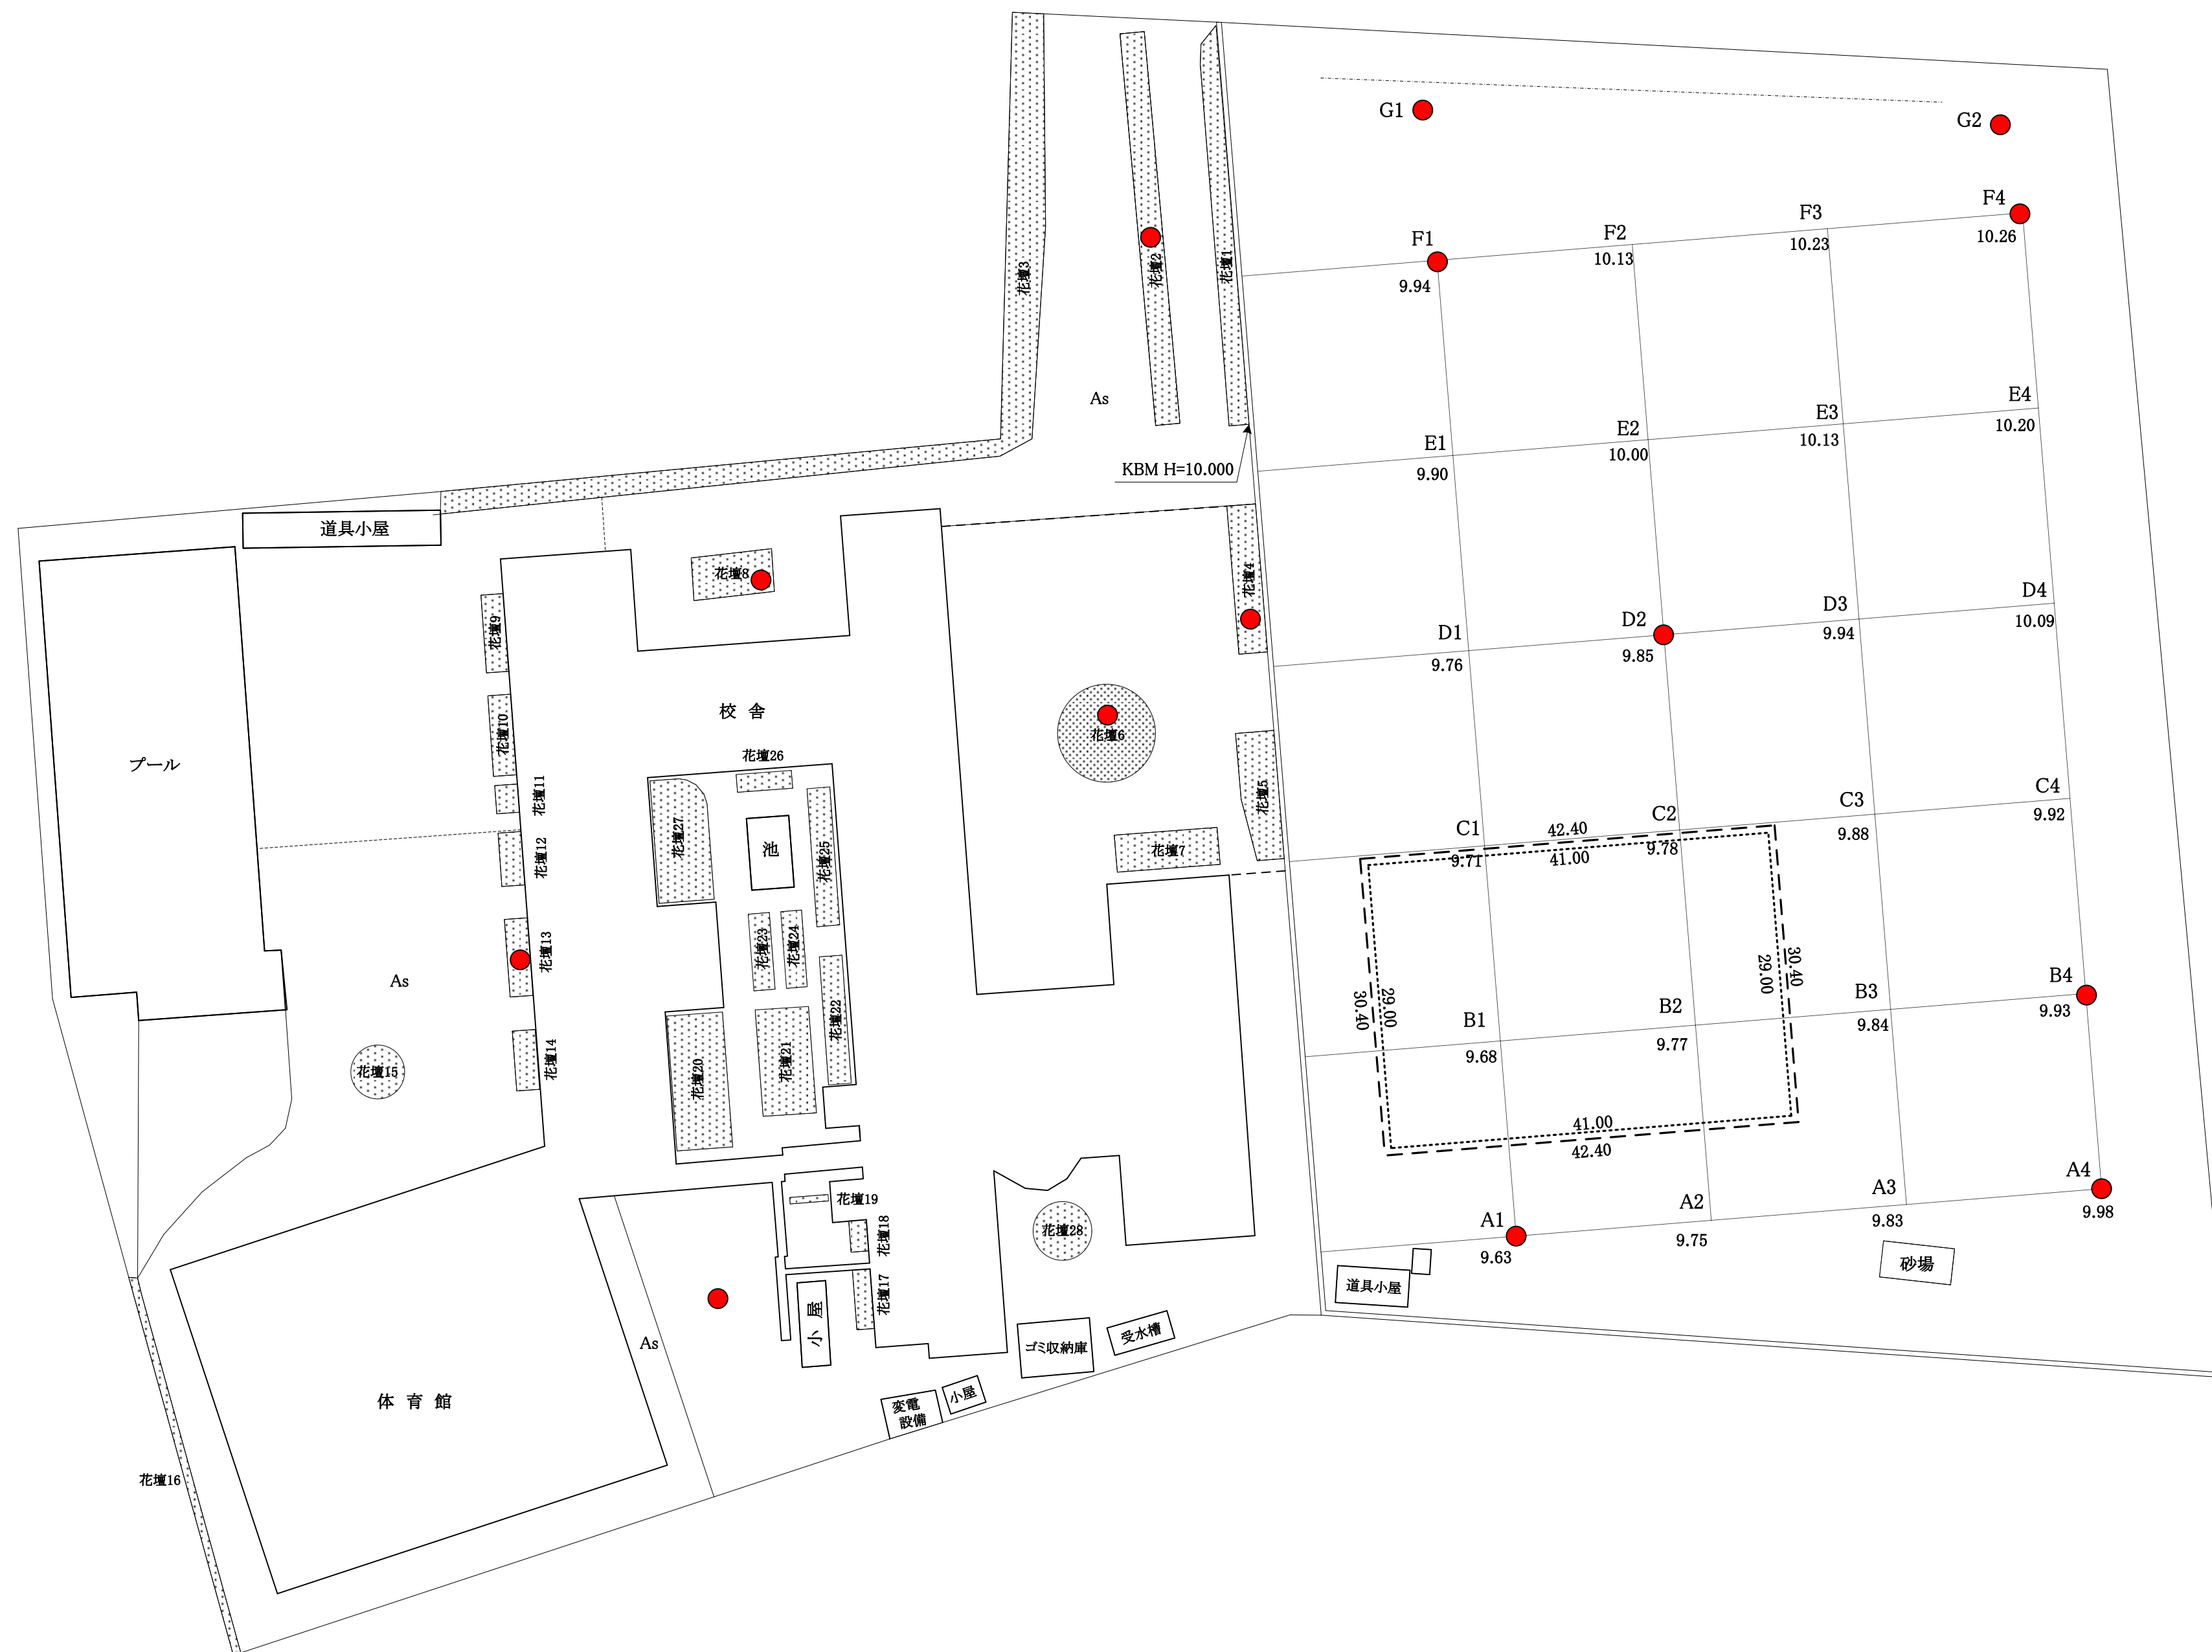 G1
G2
F4
F3
F2
F1
10.26
10.23
10.13
9.94
花壇3
花壇2
花壇1
As
KBM H=10.000
E4
E3
E2
E1
10.20
10.13
10.00
9.90
道具小屋
花壇8
花壇4
花壇9
D4
D3
D2
D1
10.09
9.94
9.85
9.76
校 舎
花壇10
花壇6
プール
花壇26
花壇11
花壇5
花壇27
池
花壇25
花壇12
花壇7
C4
C3
C2
C1
9.92
9.88
9.78
9.71
42.40
41.00
花壇23
花壇24
花壇13
As
花壇22
30.40
29.00
29.00
30.40
B4
B3
B2
B1
9.93
9.84
9.77
9.68
花壇14
花壇15
花壇20
花壇21
41.00
42.40
A4
A3
A2
A1
9.98
9.83
9.75
9.63
花壇19
花壇18
花壇28
花壇17
小 屋
道具小屋
砂場
As
ゴミ収納庫
受水槽
体 育 館
変電
設備
小屋
花壇16